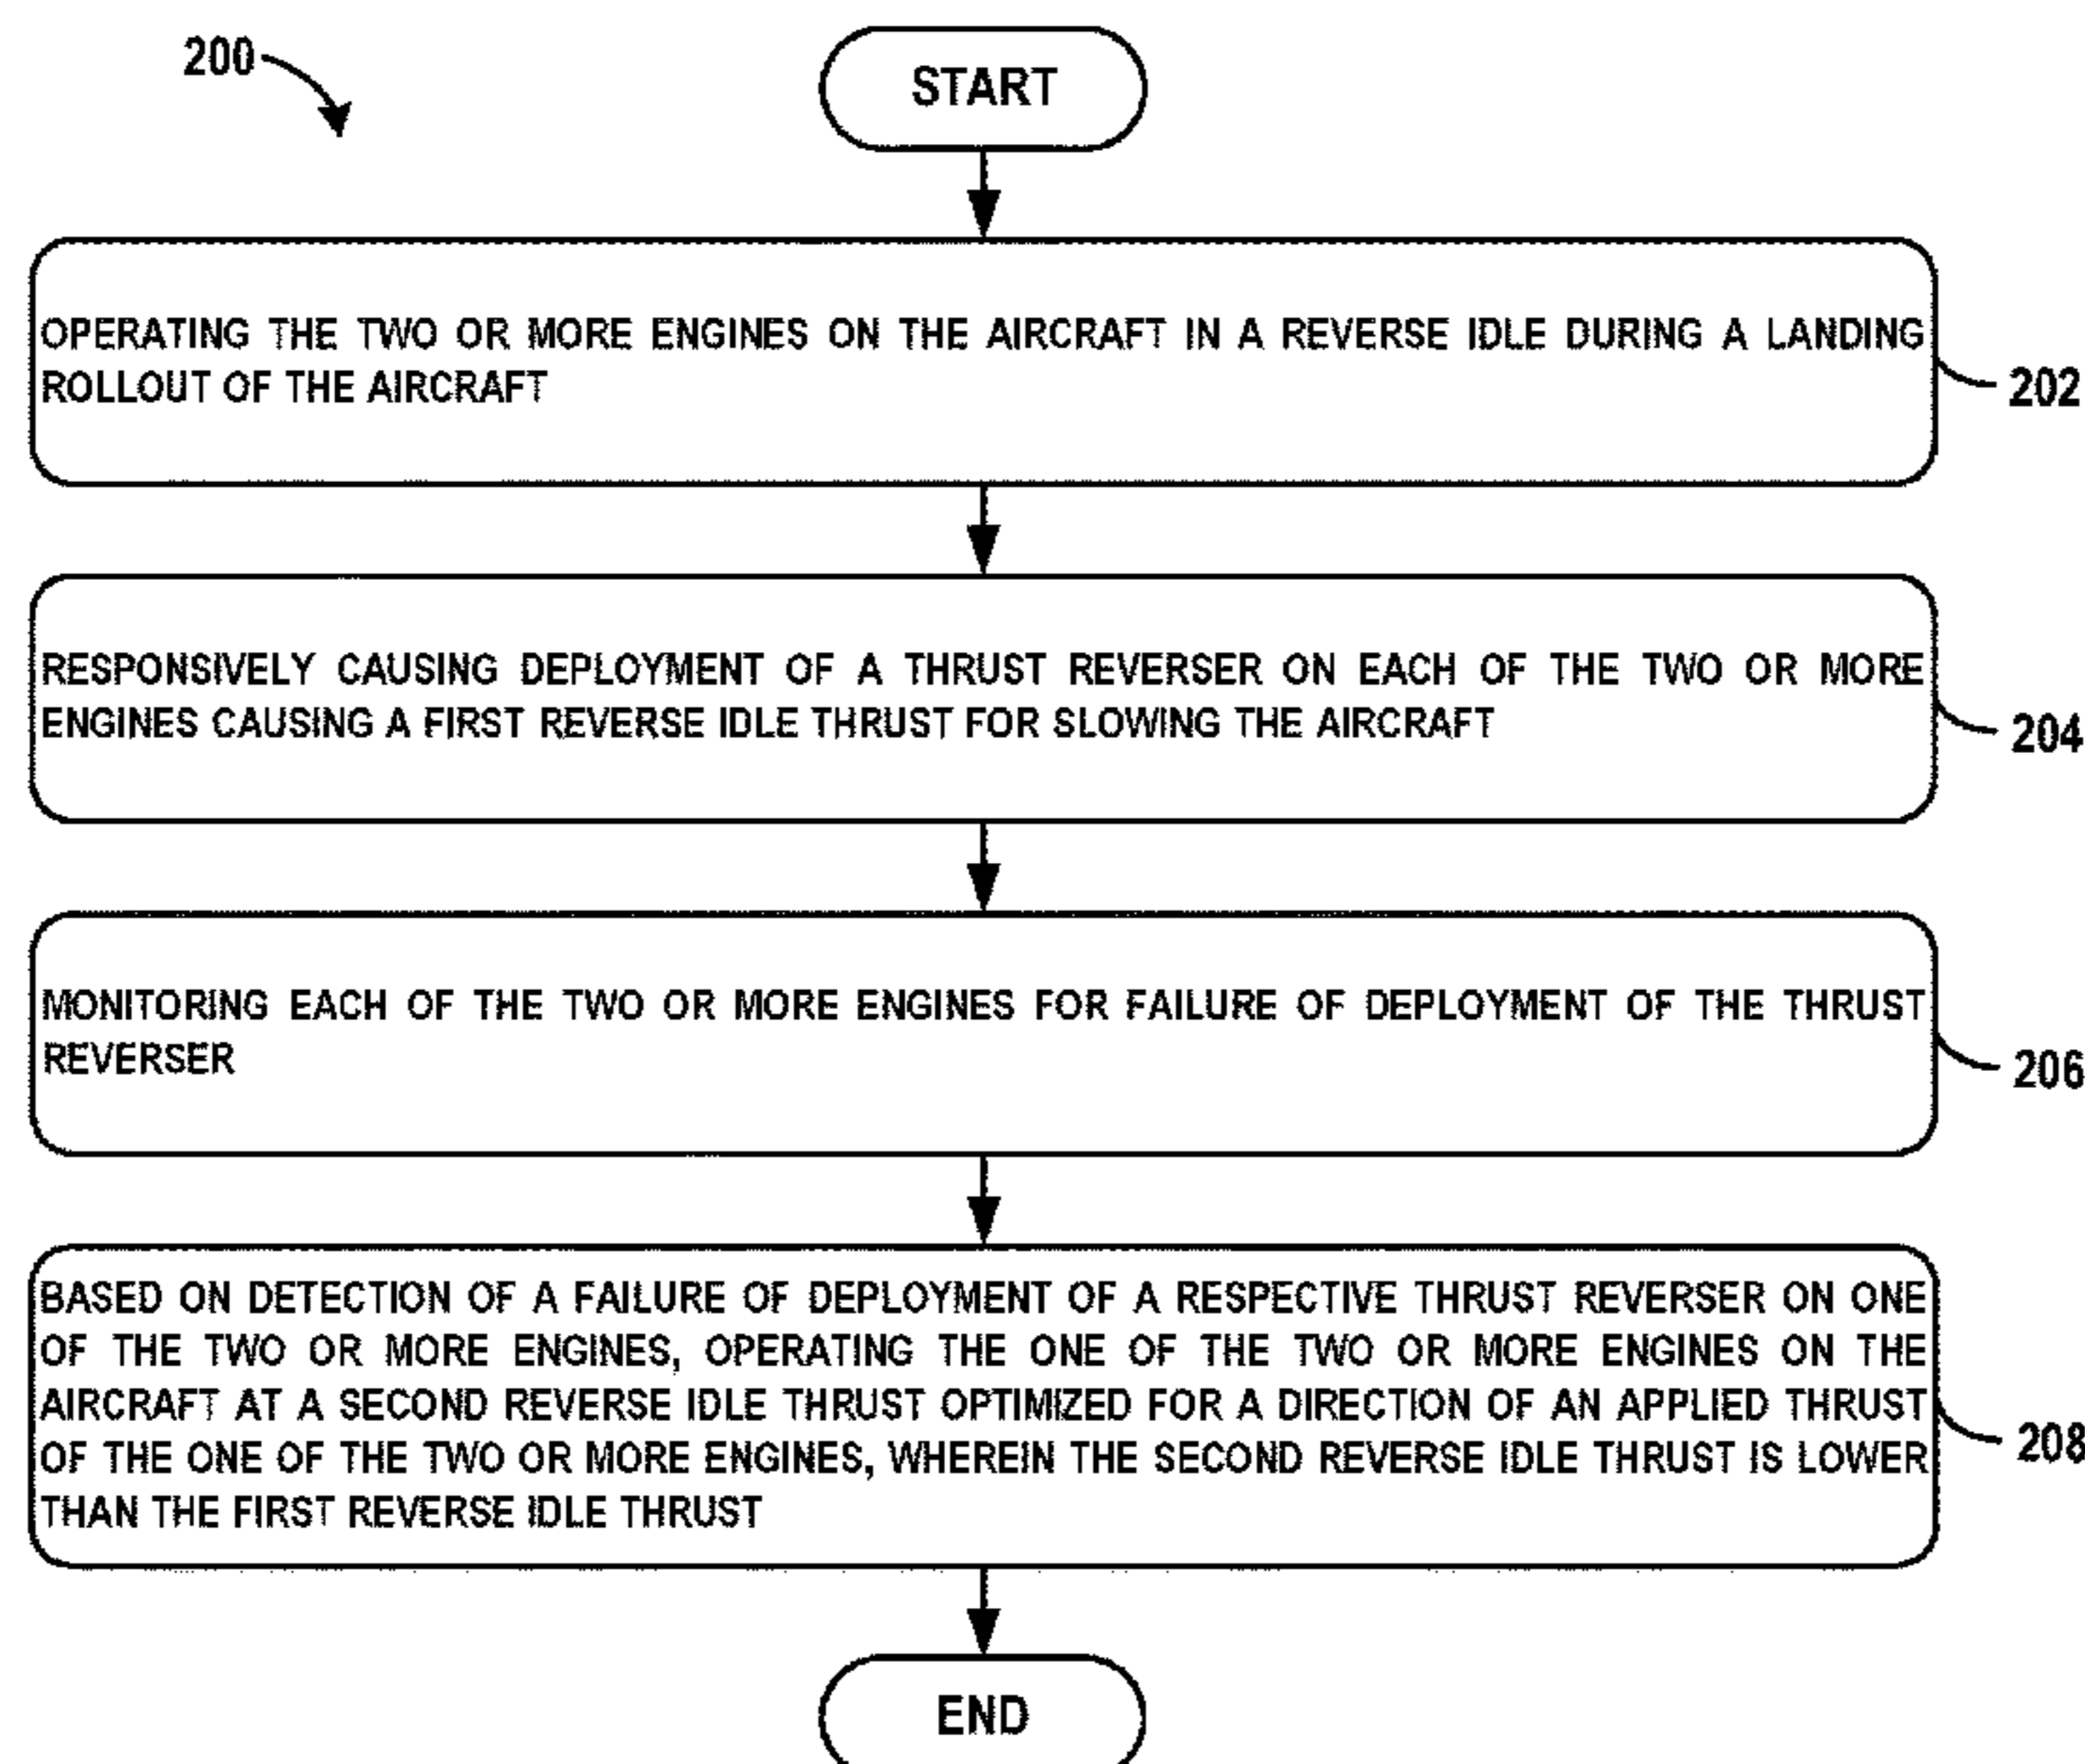 200
START
OPERATING THE TWO OR MORE ENGINES ON THE AIRCRAFT IN A REVERSE IDLE DURING A LANDING
ROLLOUT OF THE AIRCRAFT
202
RESPONSIVELY CAUSING DEPLOYMENT OF A THRUST REVERSER ON EACH OF THE TWO OR MORE
ENGINES CAUSING A FIRST REVERSE IDLE THRUST FOR SLOWING THE AIRCRAFT
204
MONITORING EACH OF THE TWO OR MORE ENGINES FOR FAILURE OF DEPLOYMENT OF THE THRUST
REVERSER
206
BASED ON DETECTION OF A FAILURE OF DEPLOYMENT OF A RESPECTIVE THRUST REVERSER ON ONE
OF THE TWO OR MORE ENGINES, OPERATING THE ONE OF THE TWO OR MORE ENGINES ON THE
AIRCRAFT AT A SECOND REVERSE IDLE THRUST OPTIMIZED FOR A DIRECTION OF AN APPLIED THRUST
OF THE ONE OF THE TWO OR MORE ENGINES, WHEREIN THE SECOND REVERSE IDLE THRUST IS LOWER
THAN THE FIRST REVERSE IDLE THRUST
208
END